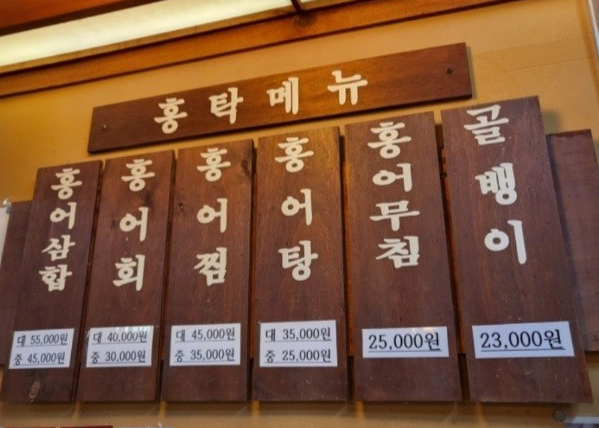 홍탁메뉴
홍어삼합
대 55,000원
중 45,000원
홍어회
대 40,000원
중 30,000원
홍어찜
대 45,000원
중 35,000원
홍어탕
대 35,000원
중 25,000원
홍어무침
25,000원
골뱅이
23,000원